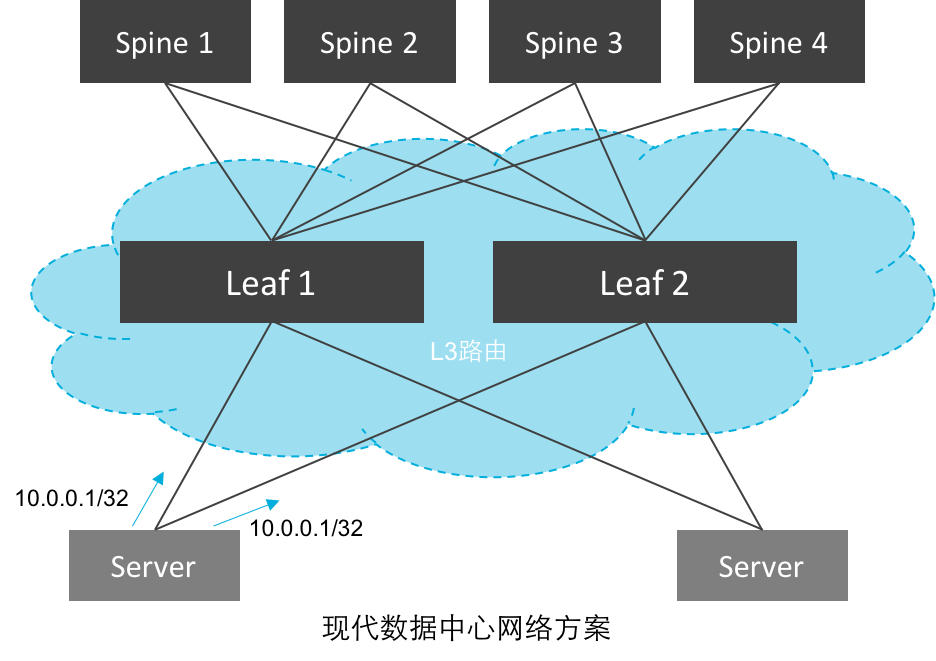 Spine 1
Spine 2
Spine 3
Spine 4
Leaf 1
Leaf 2
L3路由
10.0.0.1/32
10.0.0.1/32
Server
Server
现代数据中心网络方案